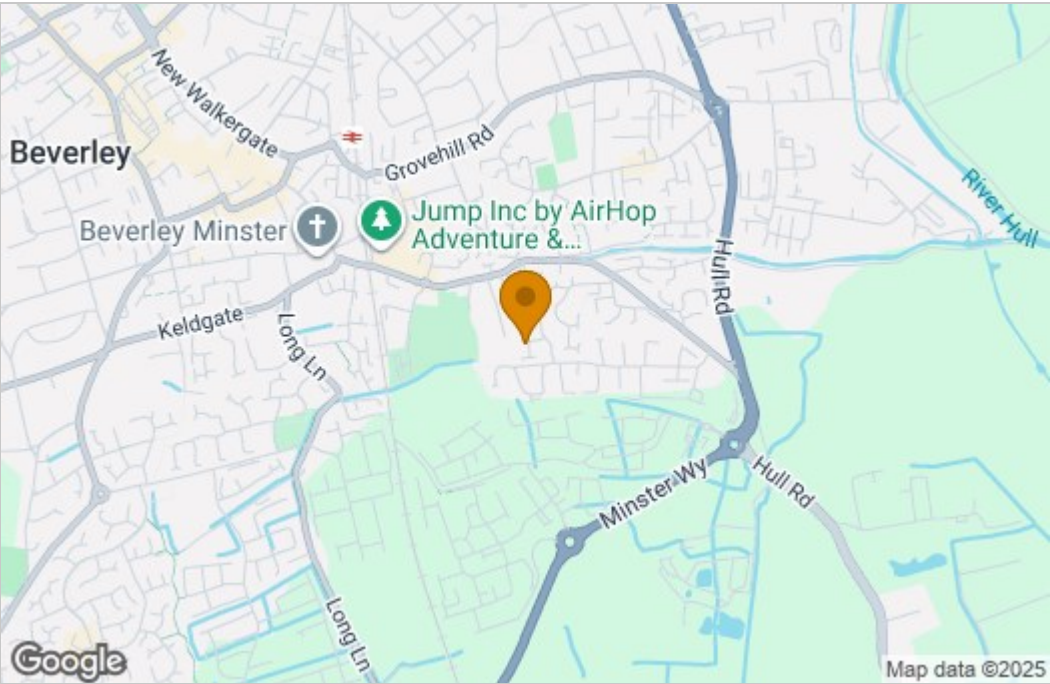 New Walkergate
Beverley
Grovehill Rd
Beverley Minster
Jump Inc by AirHop
Adventure &...
River Hull
Hull Rd
Keldgate
Long Ln
Minster Wy
Hull Rd
Long Ln
Google
Map data ©2025